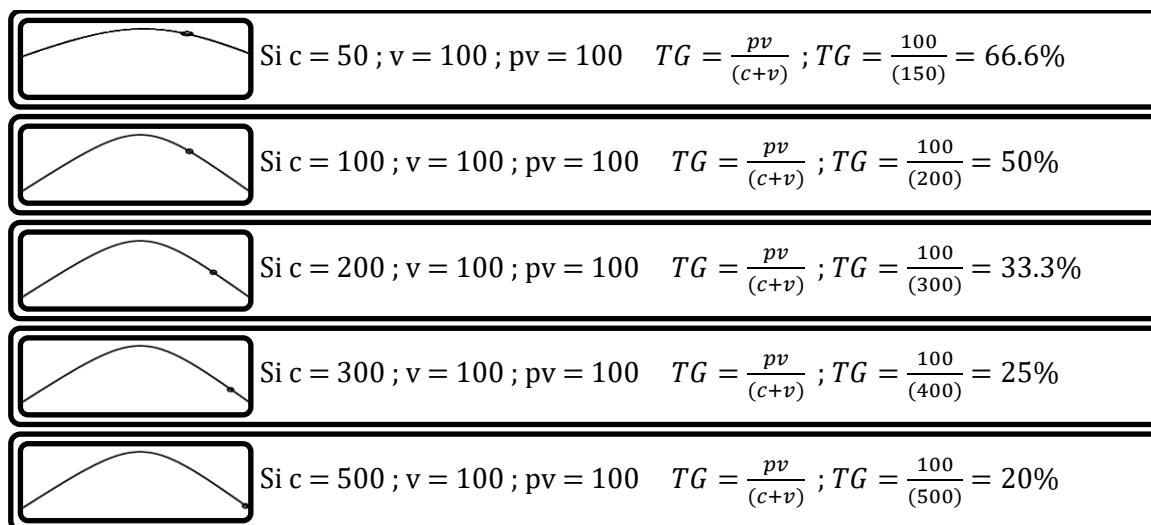 Si c = 50 ; v = 100 ; pv = 100 TG = pv/(c+v) ; TG = 100/(150) = 66.6%
Si c = 100 ; v = 100 ; pv = 100 TG = pv/(c+v) ; TG = 100/(200) = 50%
Si c = 200 ; v = 100 ; pv = 100 TG = pv/(c+v) ; TG = 100/(300) = 33.3%
Si c = 300 ; v = 100 ; pv = 100 TG = pv/(c+v) ; TG = 100/(400) = 25%
Si c = 500 ; v = 100 ; pv = 100 TG = pv/(c+v) ; TG = 100/(500) = 20%